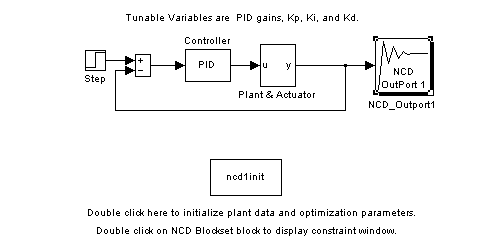 Tunable Variables are PID gains, Kp, Ki, and Kd.
Controller
Step
+
−
PID
u y
Plant & Actuator
NCD
OutPort 1
NCD_Outport1
ncd1init
Double click here to initialize plant data and optimization parameters.
Double click on NCD Blockset block to display constraint window.